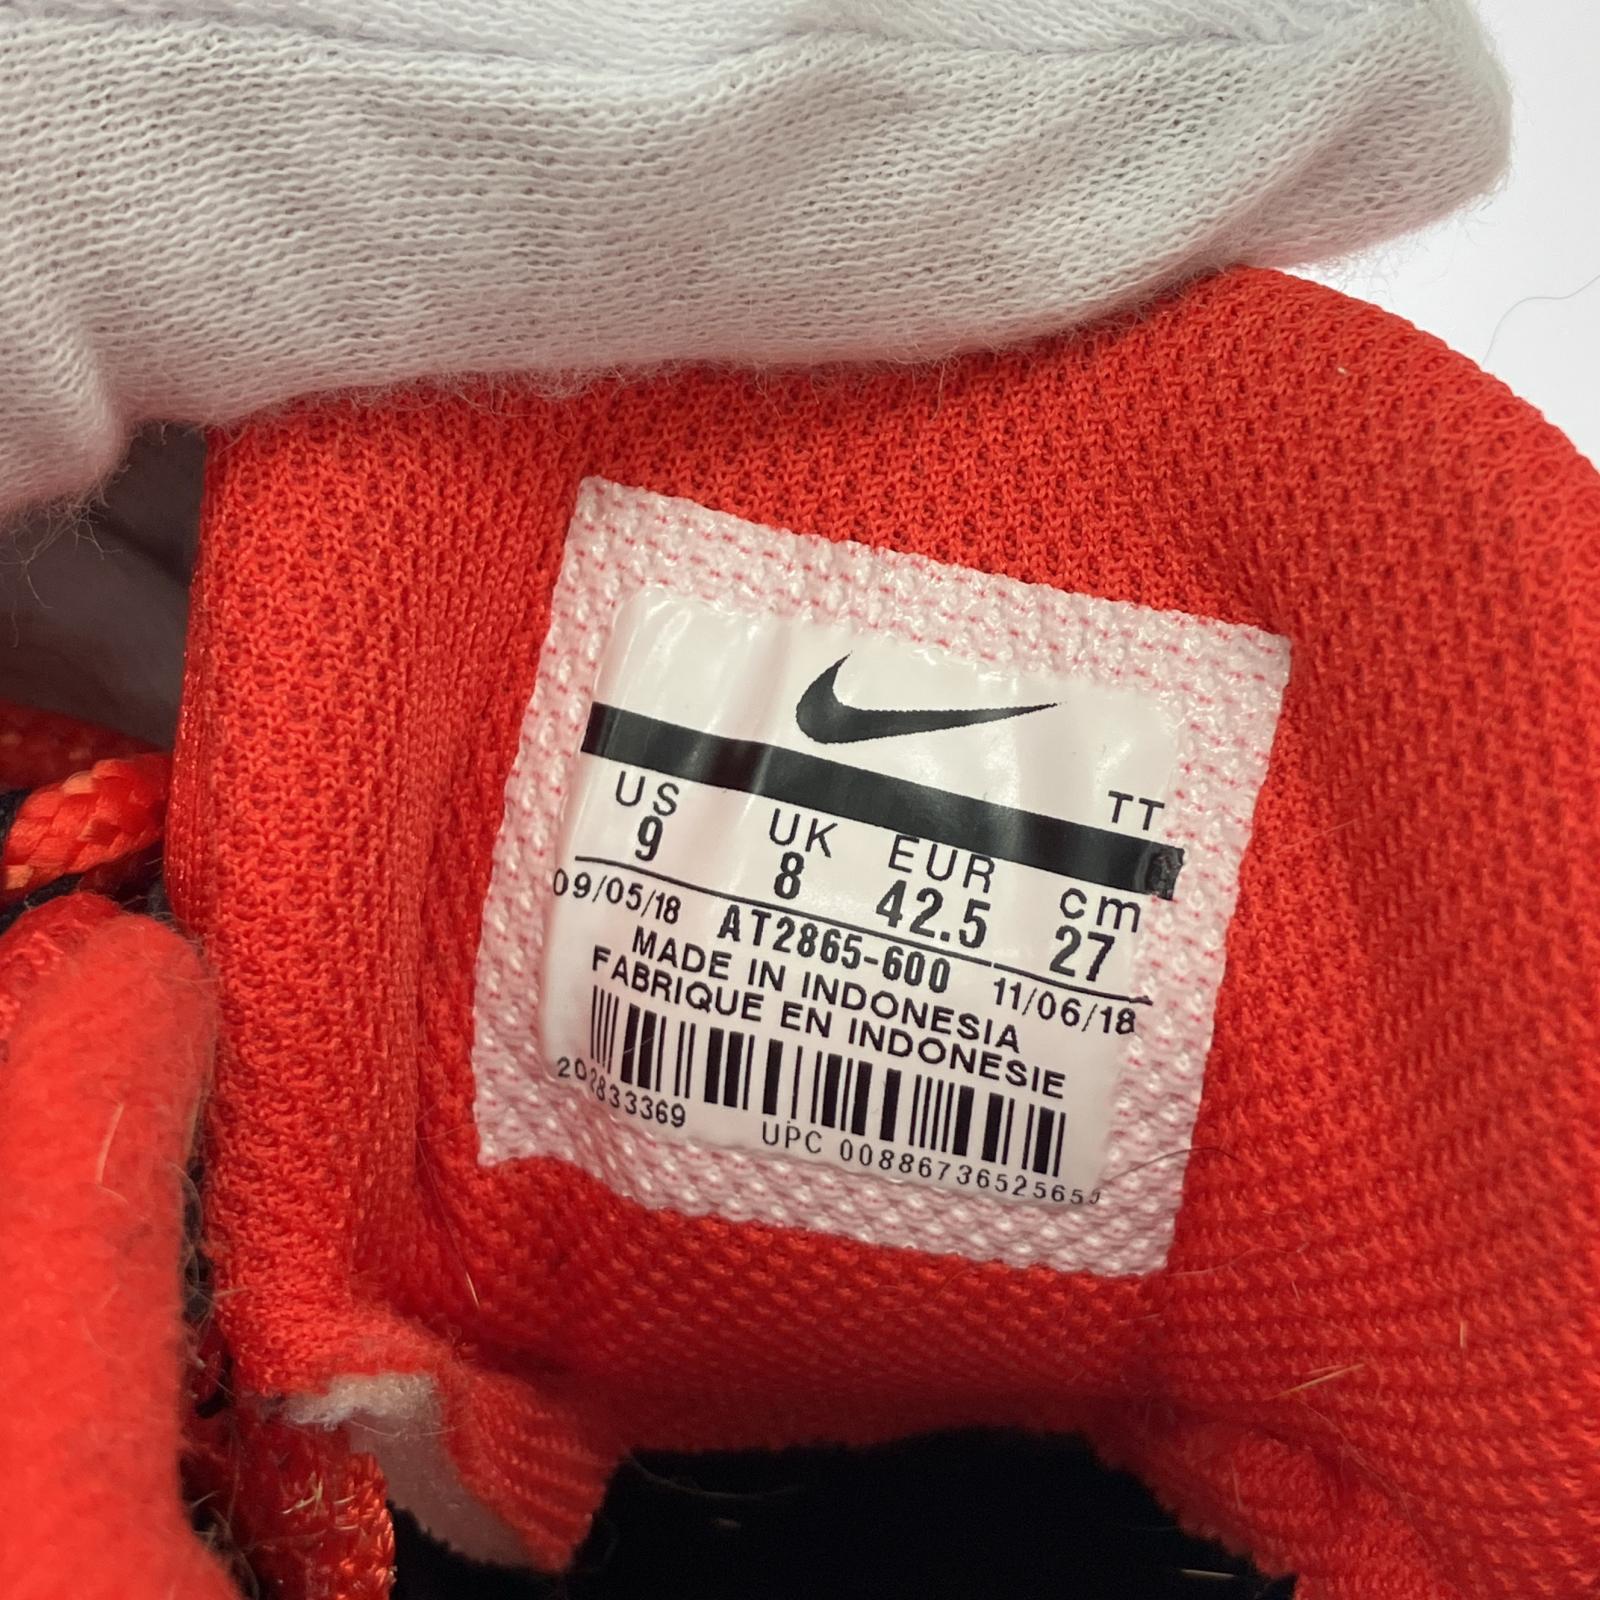 TT
US UK EUR cm
9 8 42.5 27
09/05/18 AT2865-600 11/06/18
MADE IN INDONESIA
FABRIQUE EN INDONESIE
202833369
UPC